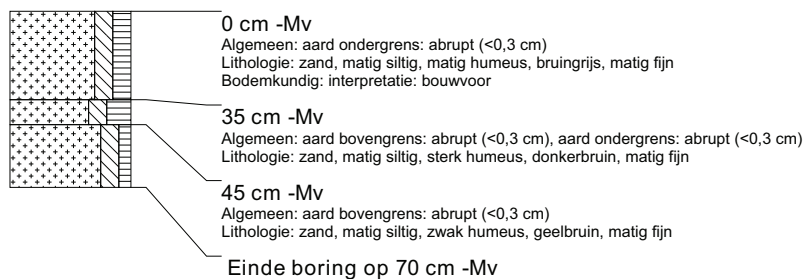 0 cm -Mv
Algemeen: aard ondergrens: abrupt (<0,3 cm)
Lithologie: zand, matig siltig, matig humeus, bruingrijs, matig fijn
Bodemkundig: interpretatie: bouwvoor
35 cm -Mv
Algemeen: aard bovengrens: abrupt (<0,3 cm), aard ondergrens: abrupt (<0,3 cm)
Lithologie: zand, matig siltig, sterk humeus, donkerbruin, matig fijn
45 cm -Mv
Algemeen: aard bovengrens: abrupt (<0,3 cm)
Lithologie: zand, matig siltig, zwak humeus, geelbruin, matig fijn
Einde boring op 70 cm -Mv